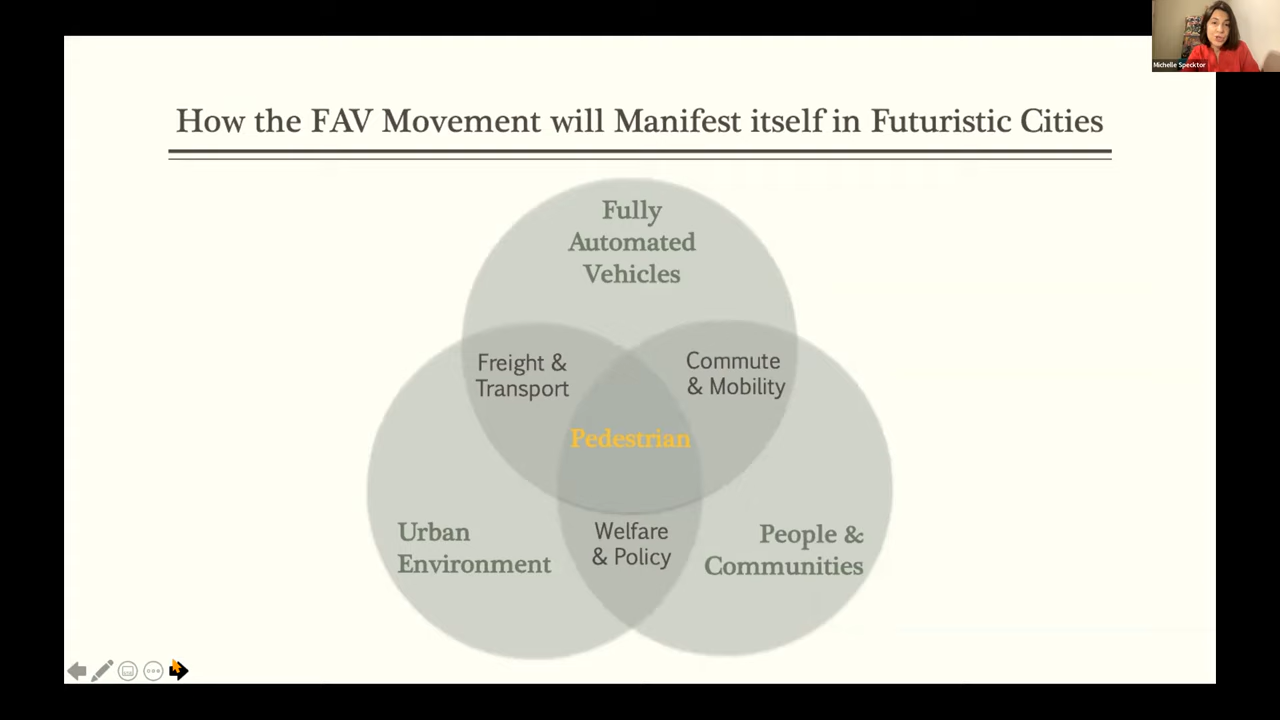 Michelle Specktor
How the FAV Movement will Manifest itself in Futuristic Cities
Fully
Automated
Vehicles
Freight &
Transport
Commute
& Mobility
Pedestrian
Urban
Environment
Welfare
& Policy
People &
Communities